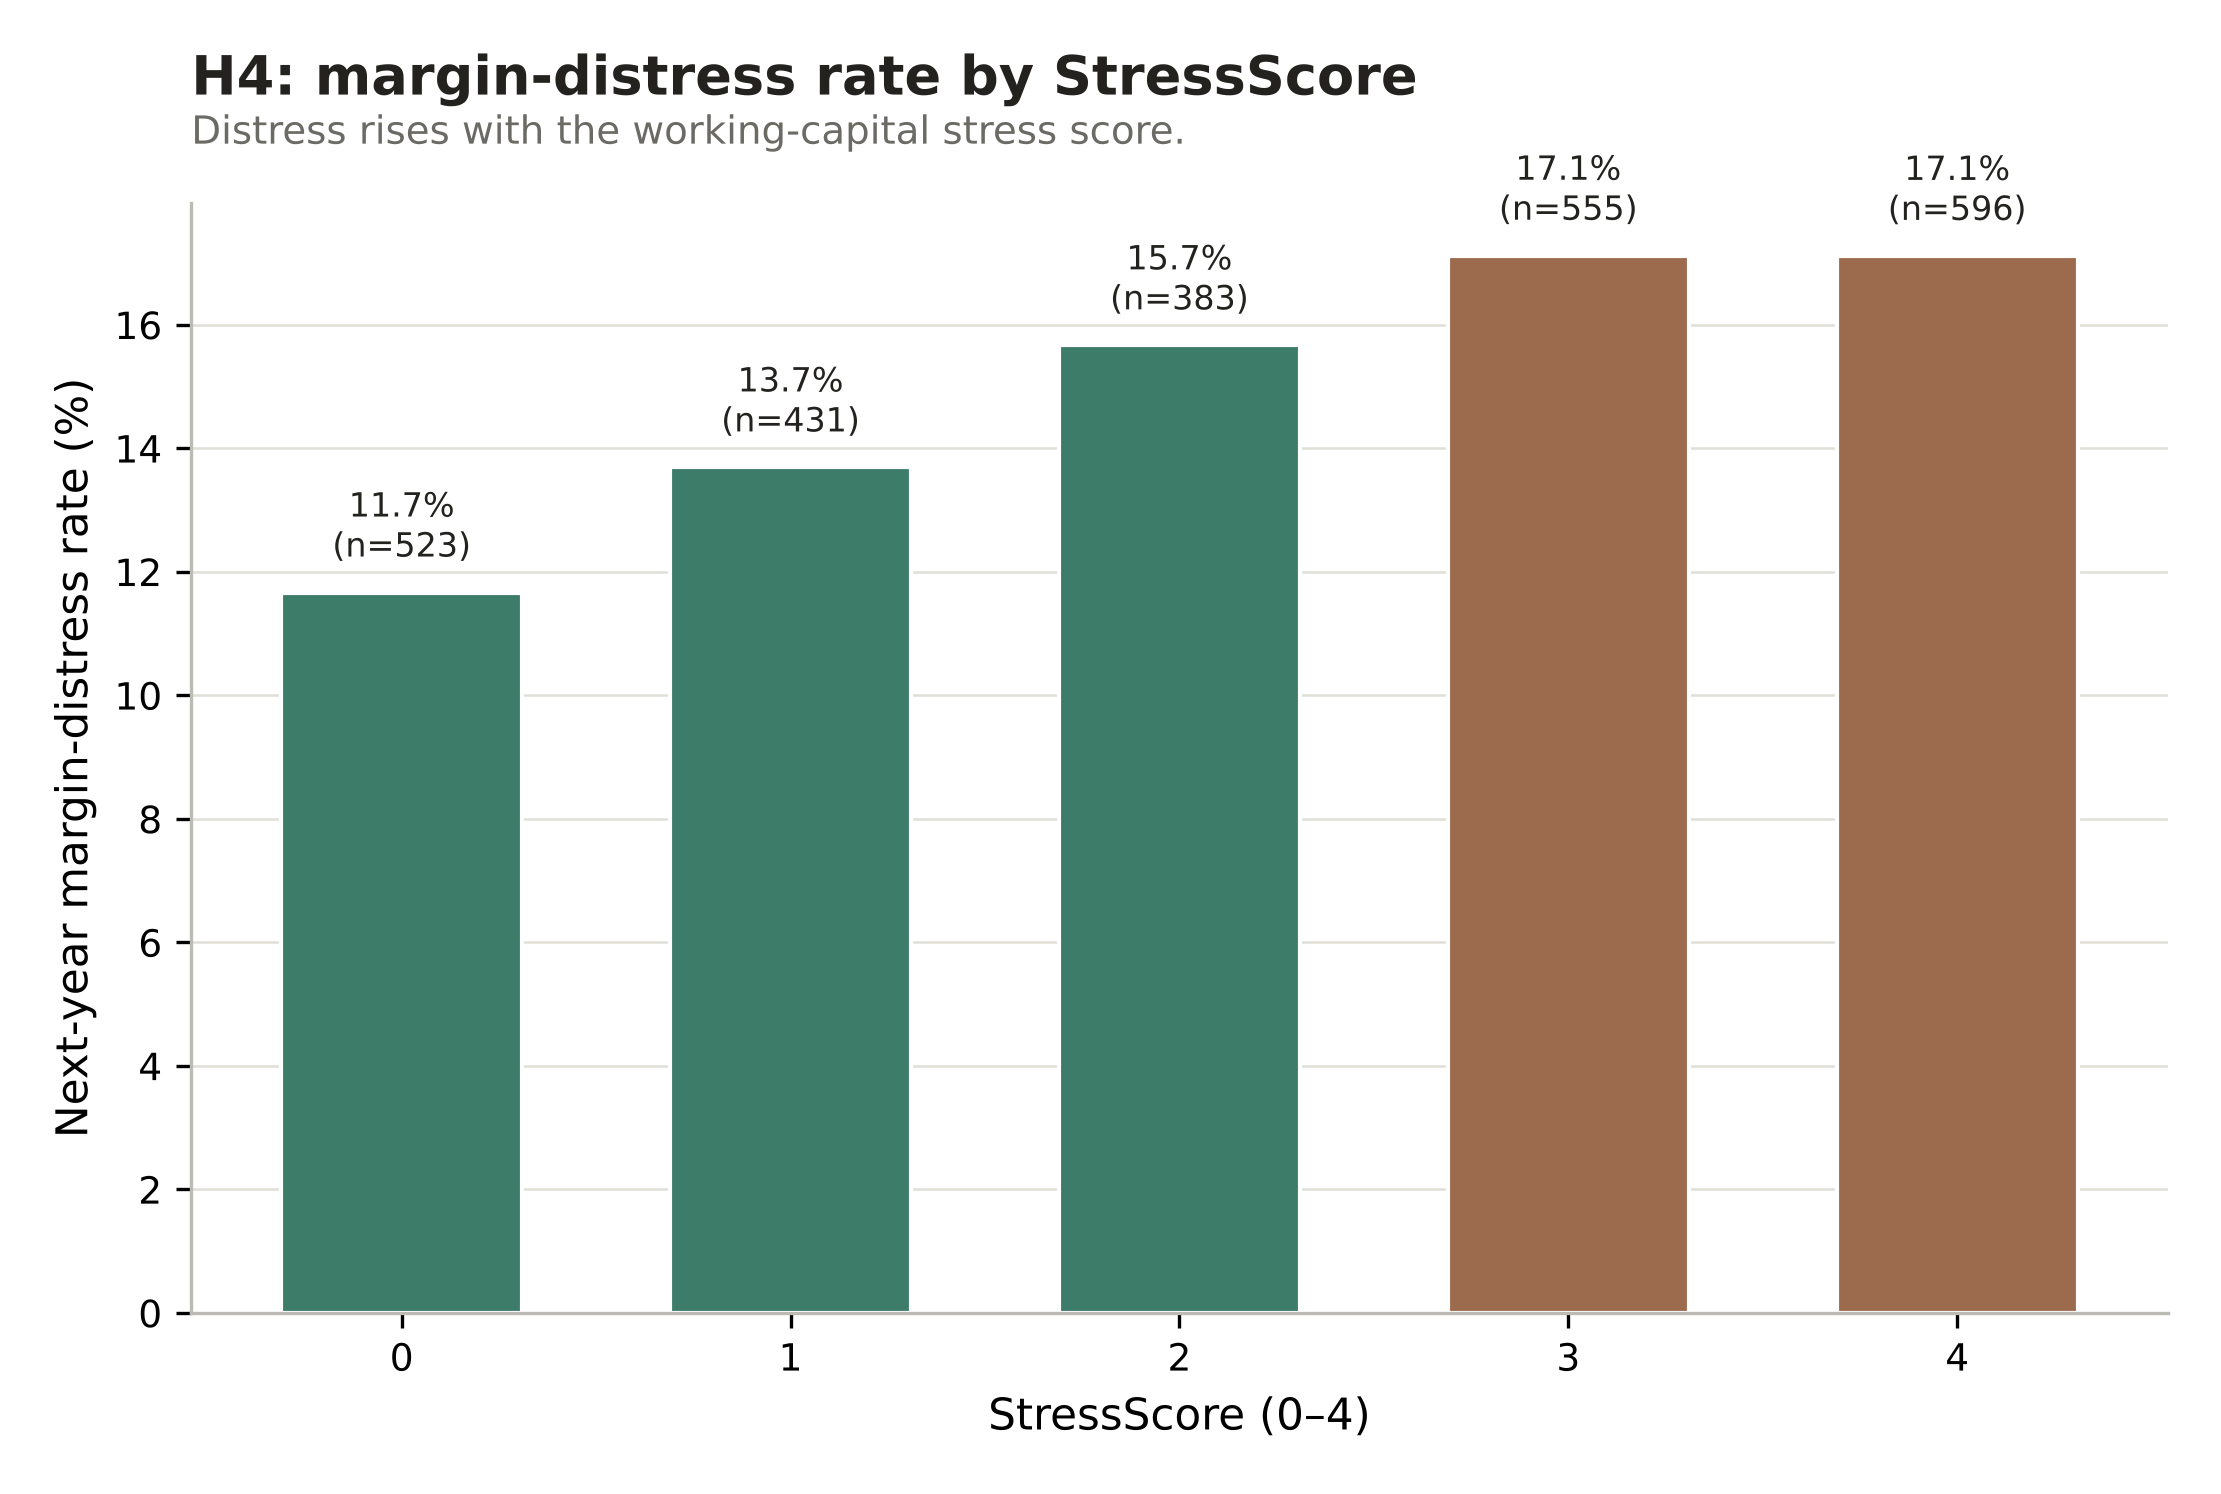 H4: margin-distress rate by StressScore
Distress rises with the working-capital stress score.
17.1%
(n=555)
17.1%
(n=596)
15.7%
(n=383)
13.7%
(n=431)
11.7%
(n=523)
Next-year margin-distress rate (%)
16
14
12
10
8
6
4
2
0
0
1
2
3
4
StressScore (0–4)